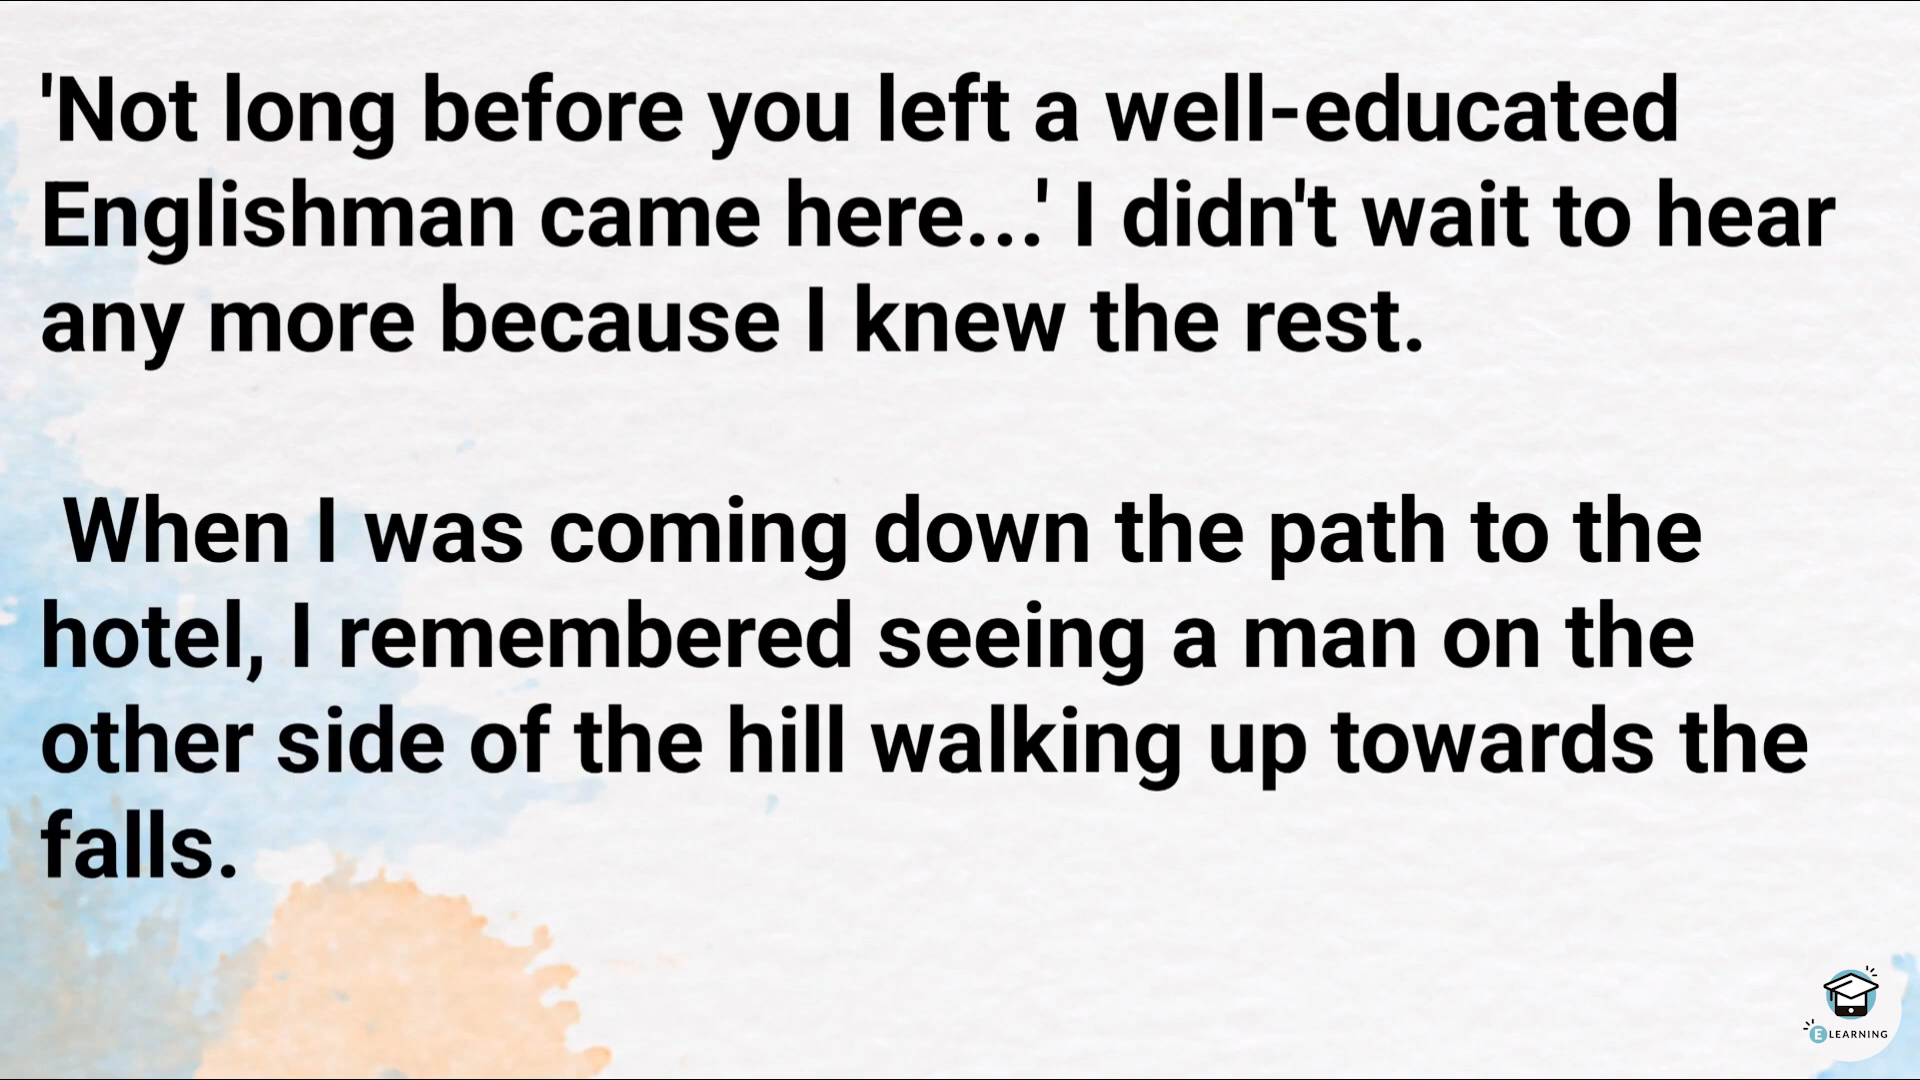 'Not long before you left a well-educated
Englishman came here...' I didn't wait to hear
any more because I knew the rest.
When I was coming down the path to the
hotel, I remembered seeing a man on the
other side of the hill walking up towards the
falls.
E LEARNING